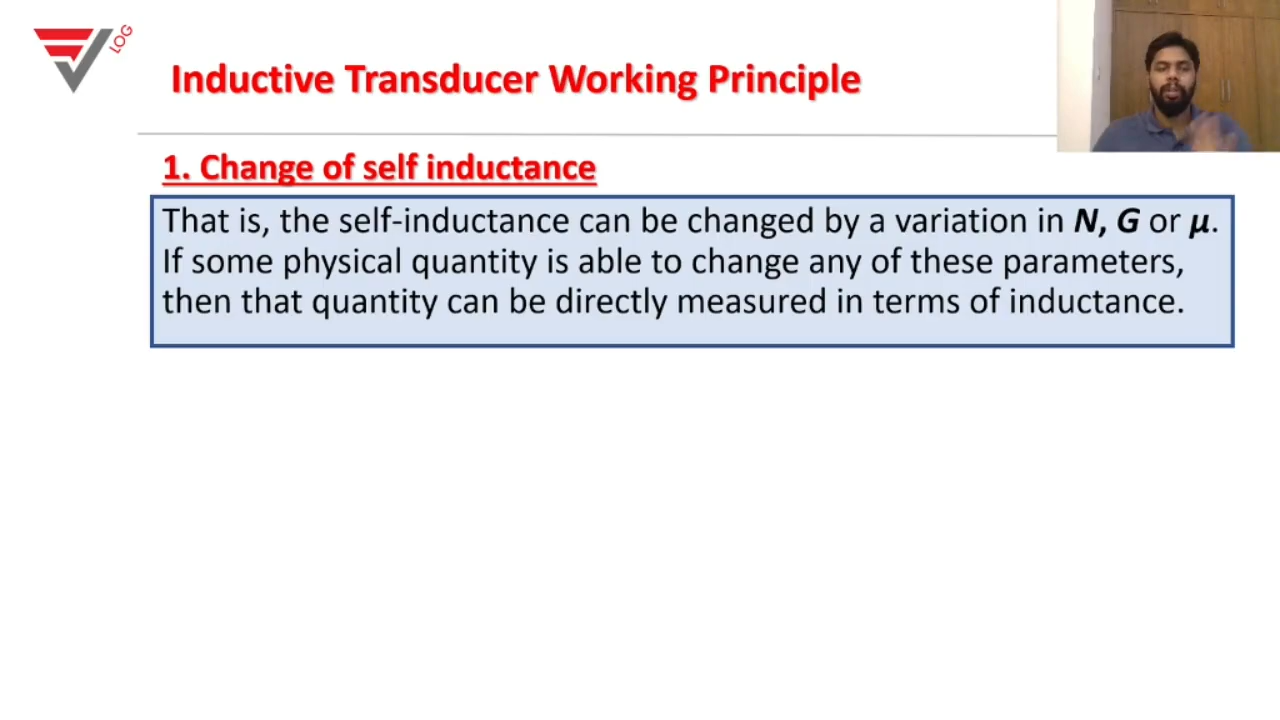 LOG
Inductive Transducer Working Principle
1. Change of self inductance
That is, the self-inductance can be changed by a variation in N, G or μ.
If some physical quantity is able to change any of these parameters,
then that quantity can be directly measured in terms of inductance.